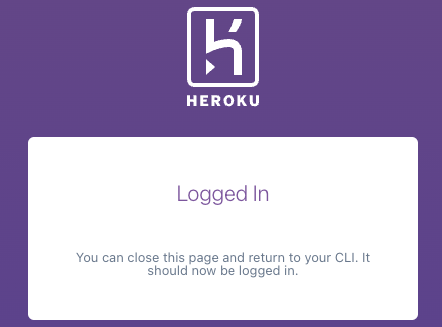 HEROKU
Logged In
You can close this page and return to your CLI. It
should now be logged in.